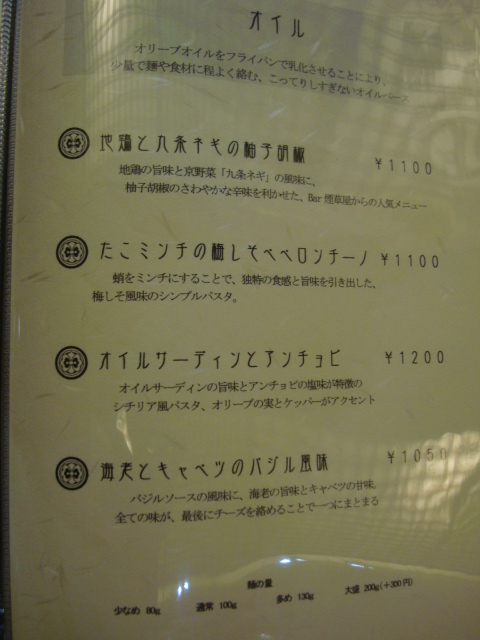 オイル
オリーブオイルをフライパンで乳化させることにより、
少量で麺や食材に程よく絡む、こってりしすぎないオイルベース
地鶏と九条ネギの柚子胡椒 ¥1100
地鶏の旨味と京野菜「九条ネギ」の風味に、
柚子胡椒のさわやかな辛味を利かせた、Bar 煙草屋からの人気メニュー
たこミンチの梅しそペペロンチーノ ¥1100
蛸をミンチにすることで、独特の食感と旨味を引き出した、
梅しそ風味のシンプルパスタ。
オイルサーディンとアンチョビ ¥1200
オイルサーディンの旨味とアンチョビの塩味が特徴の
シチリア風パスタ、オリーブの実とケッパーがアクセント
海老とキャベツのバジル風味 ¥1050
バジルソースの風味に、海老の旨味とキャベツの甘味。
全ての味が、最後にチーズを絡めることで一つにまとまる
麺の量
少なめ 80g 通常 100g 多め 130g 大盛 200g(＋300円)